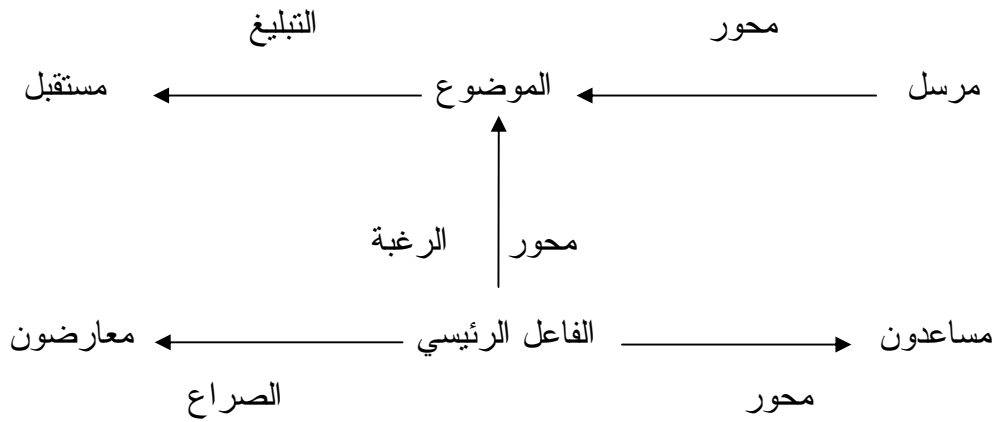 محور التبليغ
مرسل الموضوع مستقبل
محور الرغبة
مساعدون الفاعل الرئيسي معارضون
محور الصراع